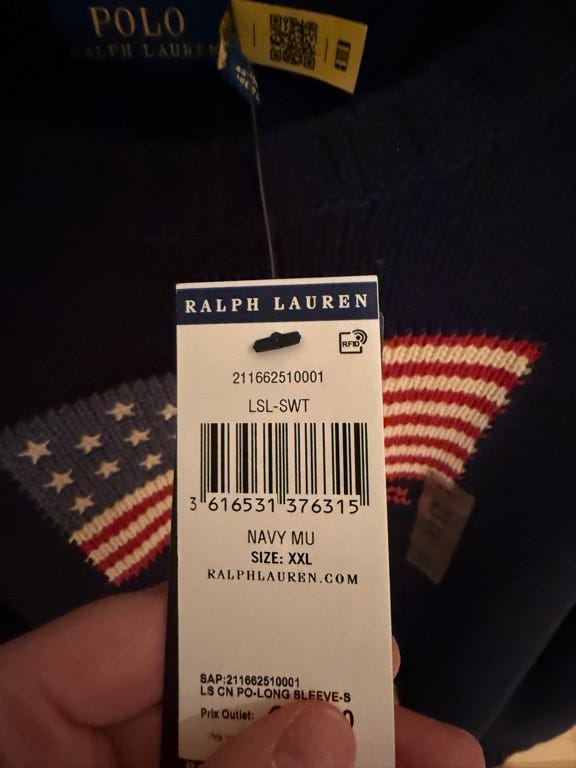 POLO
RALPH LAUREN
RALPH LAUREN
RFID
211662510001
LSL-SWT
3 616531 376315
NAVY MU
SIZE: XXL
RALPHLAUREN.COM
SAP:211662510001
LS CN PO-LONG SLEEVE-S
Prix Outlet: